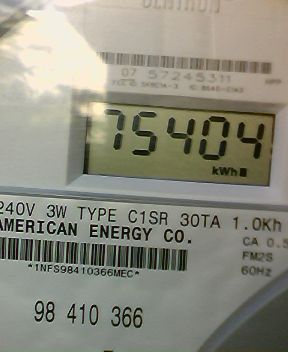 CENTRON
07 57245311
75404
kWh
240V 3W TYPE C1SR 30TA 1.0Kh
AMERICAN ENERGY CO.
CA 0.5
FM2S
60Hz
*1NFS98410366MEC*
98 410 366